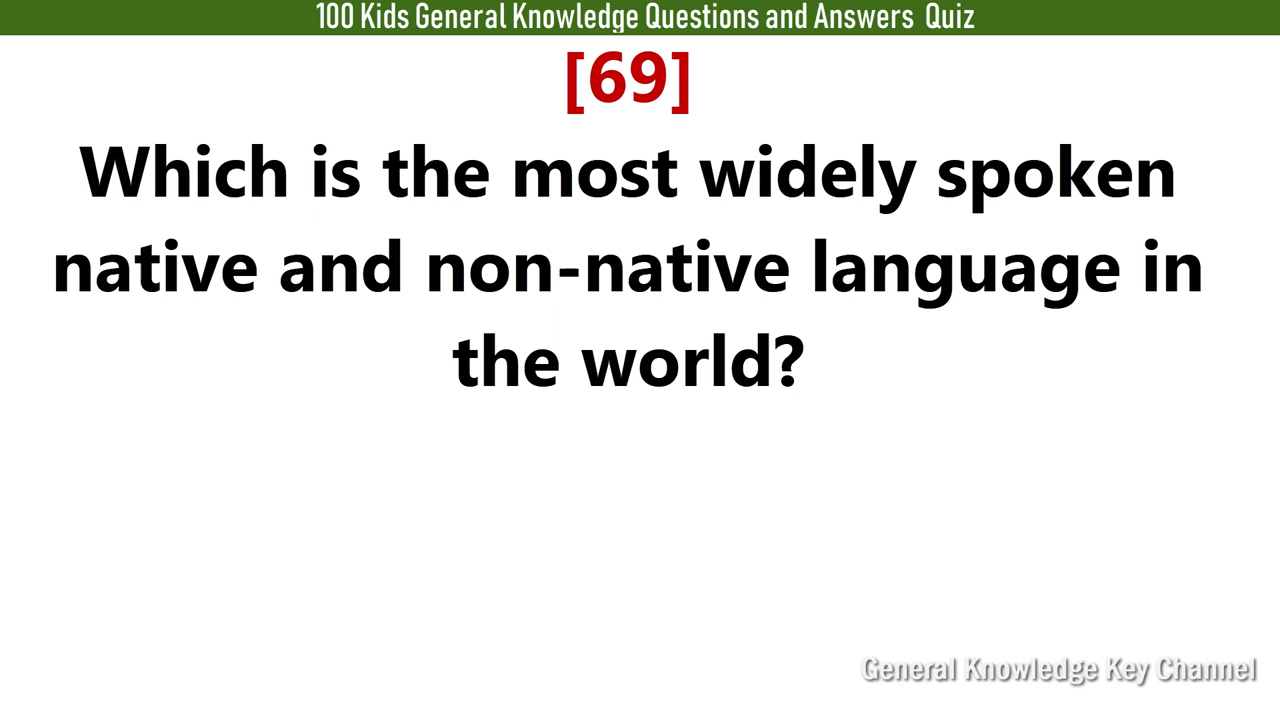 100 Kids General Knowledge Questions and Answers Quiz
[69]
Which is the most widely spoken
native and non-native language in
the world?
General Knowledge Key Channel